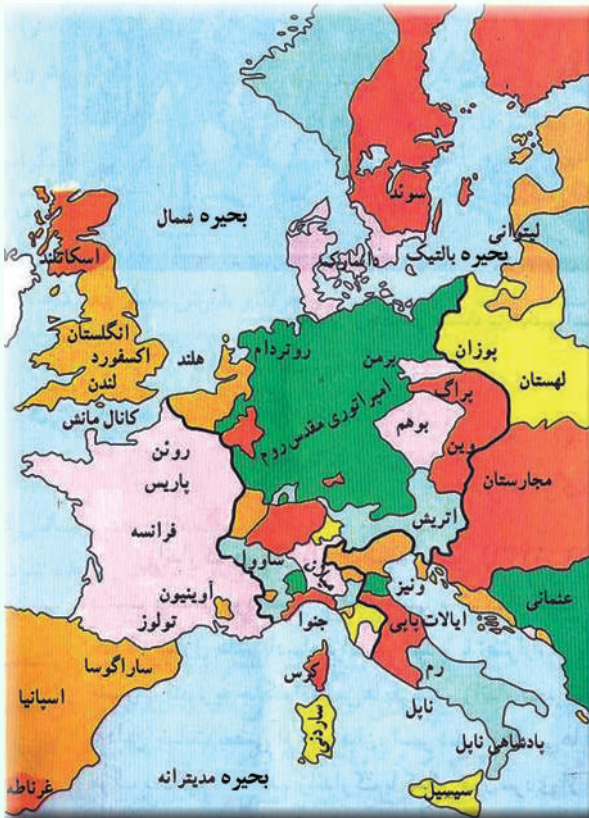 سوئد
بحیره شمال
لیتوانی
دانمارک
بحیره بالتیک
اسکاتلند
انگلستان
اکسفورد
لندن
هلند
روتردام
برمن
پوزان
لهستان
کانال مانش
امپراتوری مقدس روم
پراگ
بوهم
وین
روئن
پاریس
فرانسه
مجارستان
اتریش
ساووا
ونیز
عثمانی
آوینیون
تولوز
جنوا
ایالات پاپی
ساراگوسا
اسپانیا
کرس
رم
ناپل
ساردنی
پادشاهی ناپل
غرناطه
بحیره مدیترانه
سیسیل